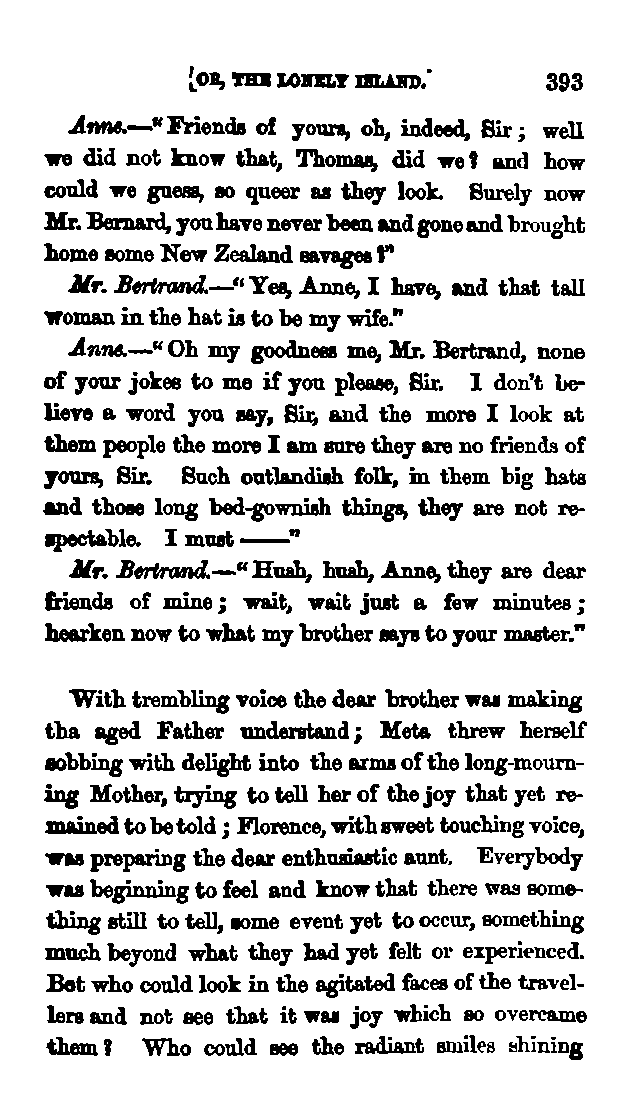 [OR, THE LONELY ISLAND.] 393
Anne.—"Friends of yours, oh, indeed, Sir; well
we did not know that, Thomas, did we? and how
could we guess, so queer as they look. Surely now
Mr. Bernard, you have never been and gone and brought
home some New Zealand savages?"
Mr. Bertrand.—"Yes, Anne, I have, and that tall
woman in the hat is to be my wife."
Anne.—"Oh my goodness me, Mr. Bertrand, none
of your jokes to me if you please, Sir. I don't be-
lieve a word you say, Sir, and the more I look at
them people the more I am sure they are no friends of
yours, Sir. Such outlandish folk, in them big hats
and those long bed-gownish things, they are not re-
spectable. I must ——"
Mr. Bertrand.—"Hush, hush, Anne, they are dear
friends of mine; wait, wait just a few minutes;
hearken now to what my brother says to your master."
With trembling voice the dear brother was making
tha aged Father understand; Meta threw herself
sobbing with delight into the arms of the long-mourn-
ing Mother, trying to tell her of the joy that yet re-
mained to be told; Florence, with sweet touching voice,
was preparing the dear enthusiastic aunt. Everybody
was beginning to feel and know that there was some-
thing still to tell, some event yet to occur, something
much beyond what they had yet felt or experienced.
Bet who could look in the agitated faces of the travel-
lers and not see that it was joy which so overcame
them? Who could see the radiant smiles shining